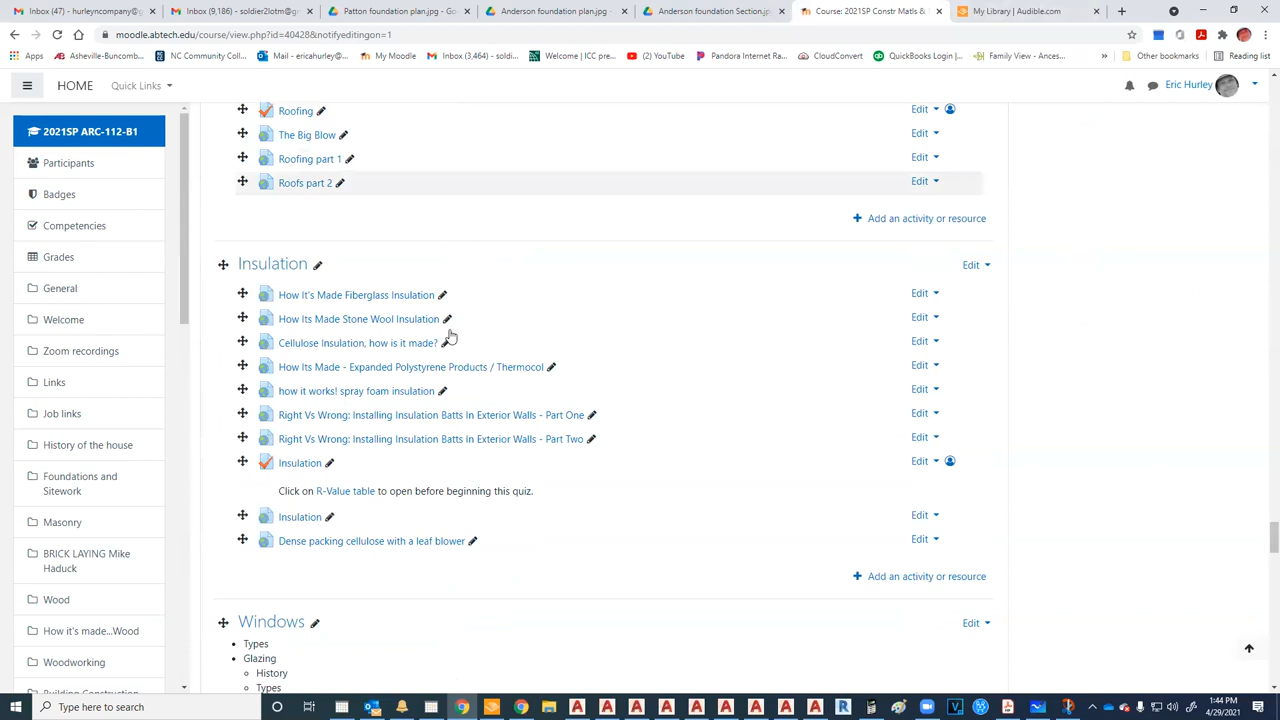 Inbox (47) - hurleycompany@g
Inbox (9,186) - soldier2lotm@g
Patton foundation plan.jpg - Goo
Anderson foundation plan.jpg -
Anderson foundation Section.jp
Course: 2021SP Constr Matls &
My Library | Audible.com
moodle.abtech.edu/course/view.php?id=40428&notifyeditingon=1
Apps
Asheville-Buncomb...
NC Community Coll...
Mail - ericahurley@...
My Moodle
Inbox (3,464) - soldi...
Welcome | ICC pre...
(2) YouTube
Pandora Internet Ra...
CloudConvert
QuickBooks Login |...
Family View - Ances...
Other bookmarks
Reading list
HOME
Quick Links
Eric Hurley
2021SP ARC-112-B1
Participants
Badges
Competencies
Grades
General
Welcome
Zoom recordings
Links
Job links
History of the house
Foundations and
Sitework
Masonry
BRICK LAYING Mike
Haduck
Wood
How it's made...Wood
Woodworking
Building Construction
Roofing
Edit
The Big Blow
Edit
Roofing part 1
Edit
Roofs part 2
Edit
Add an activity or resource
Insulation
Edit
How It's Made Fiberglass Insulation
Edit
How Its Made Stone Wool Insulation
Edit
Cellulose Insulation, how is it made?
Edit
How Its Made - Expanded Polystyrene Products / Thermocol
Edit
how it works! spray foam insulation
Edit
Right Vs Wrong: Installing Insulation Batts In Exterior Walls - Part One
Edit
Right Vs Wrong: Installing Insulation Batts In Exterior Walls - Part Two
Edit
Insulation
Edit
Click on R-Value table to open before beginning this quiz.
Insulation
Edit
Dense packing cellulose with a leaf blower
Edit
Add an activity or resource
Windows
Edit
Types
Glazing
History
Types
Type here to search
1:44 PM
4/29/2021